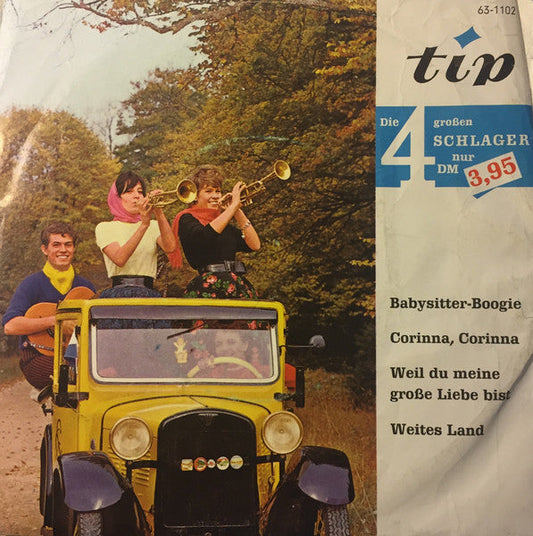 63-1102
tip
Die
4
großen
SCHLAGER
nur
DM
3,95
Babysitter-Boogie
Corinna, Corinna
Weil du meine
große Liebe bist
Weites Land